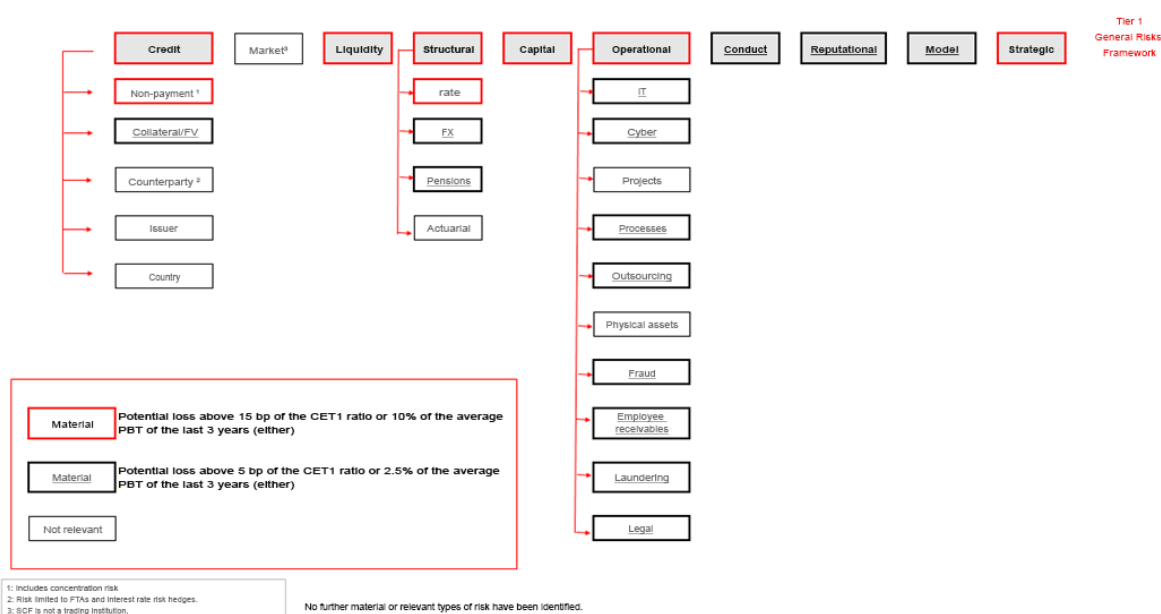 Tier 1
General Risks
Framework
Credit
Market³
Liquidity
Structural
Capital
Operational
Conduct
Reputational
Model
Strategic
Non-payment ¹
rate
IT
Collateral/FV
FX
Cyber
Counterparty ²
Pensions
Projects
Issuer
Actuarial
Processes
Country
Outsourcing
Physical assets
Fraud
Employee
receivables
Laundering
Legal
Material
Potential loss above 15 bp of the CET1 ratio or 10% of the average
PBT of the last 3 years (either)
Material
Potential loss above 5 bp of the CET1 ratio or 2.5% of the average
PBT of the last 3 years (either)
Not relevant
1: Includes concentration risk
2: Risk limited to FTAs and interest rate risk hedges.
3: SCF is not a trading institution.
No further material or relevant types of risk have been identified.